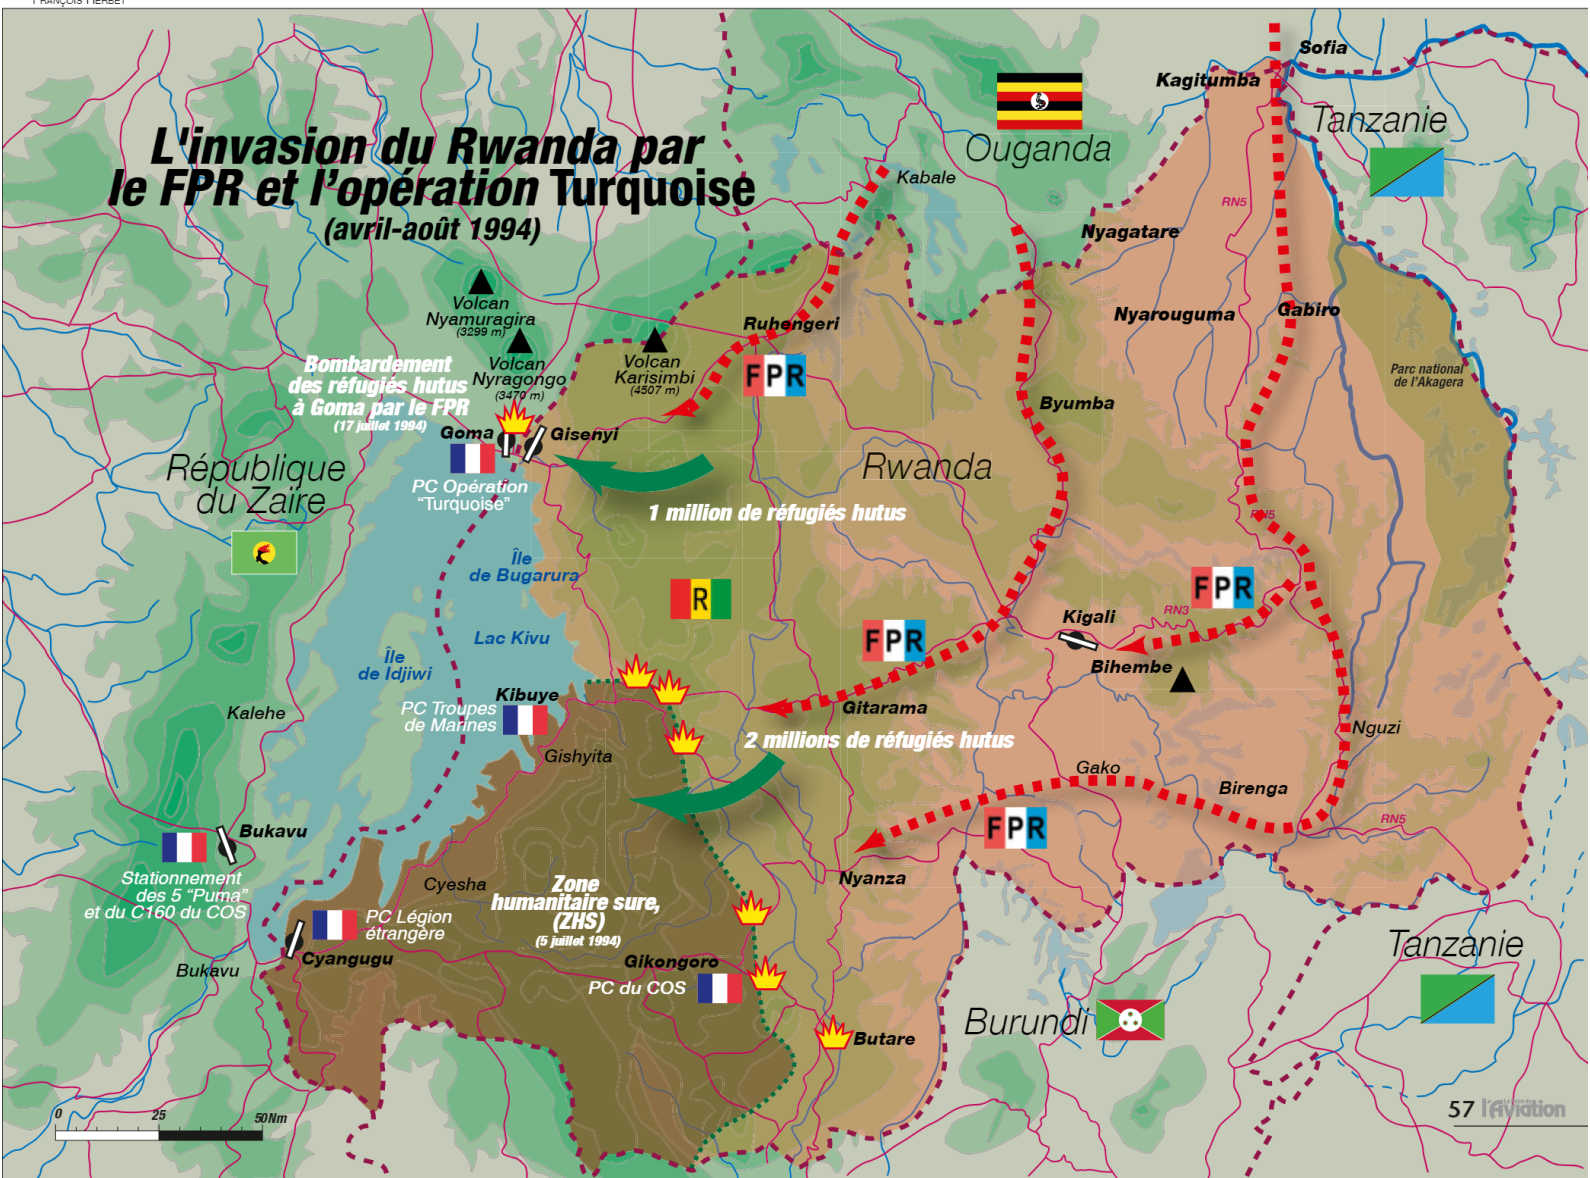 FRANÇOIS HERBET
L'invasion du Rwanda par
le FPR et l'opération Turquoise
(avril-août 1994)
Sofia
Kagitumba
Tanzanie
Ouganda
Kabale
RN5
Nyagatare
Volcan
Nyamuragira
(3299 m)
Volcan
Nyragongo
(3470 m)
Volcan
Karisimbi
(4507 m)
Ruhengeri
FPR
Nyarouguma
Gabiro
Parc national
de l'Akagera
Bombardement
des réfugiés hutus
à Goma par le FPR
(17 juillet 1994)
Goma
Gisenyi
PC Opération
"Turquoise"
Byumba
Rwanda
République
du Zaïre
1 million de réfugiés hutus
RN5
Île
de Bugarura
R
FPR
RN3
Kigali
FPR
Lac Kivu
Île
de Idjiwi
Bihembe
Kibuye
PC Troupes
de Marines
Kalehe
Gitarama
Nguzi
2 millions de réfugiés hutus
Gishyita
Gako
Birenga
FPR
RN5
Bukavu
Stationnement
des 5 "Puma"
et du C160 du COS
Cyesha
Nyanza
Zone
humanitaire sure,
(ZHS)
(5 juillet 1994)
PC Légion
étrangère
Cyangugu
Bukavu
Gikongoro
PC du COS
Tanzanie
Burundi
Butare
0 25 50Nm
57 l'Aviation